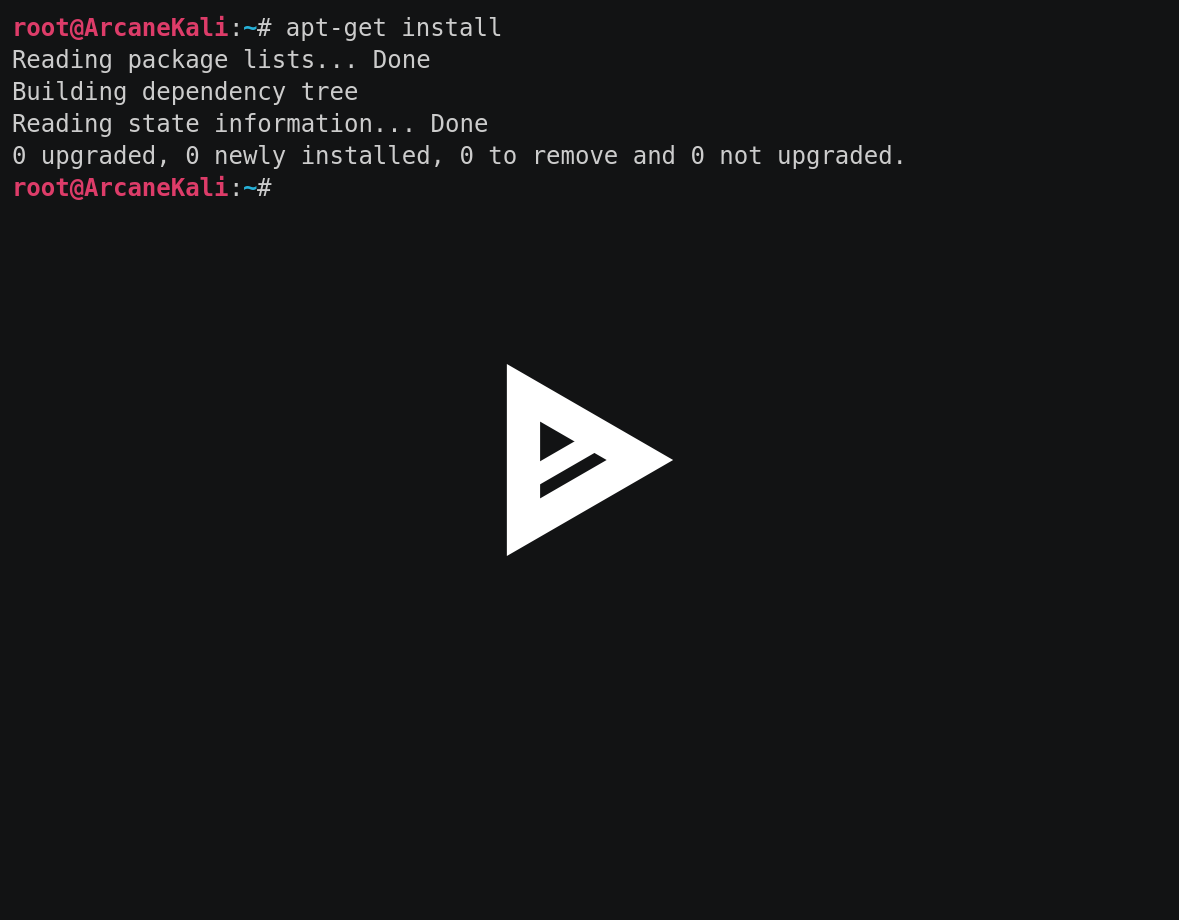 root@ArcaneKali:~# apt-get install
Reading package lists... Done
Building dependency tree
Reading state information... Done
0 upgraded, 0 newly installed, 0 to remove and 0 not upgraded.
root@ArcaneKali:~#